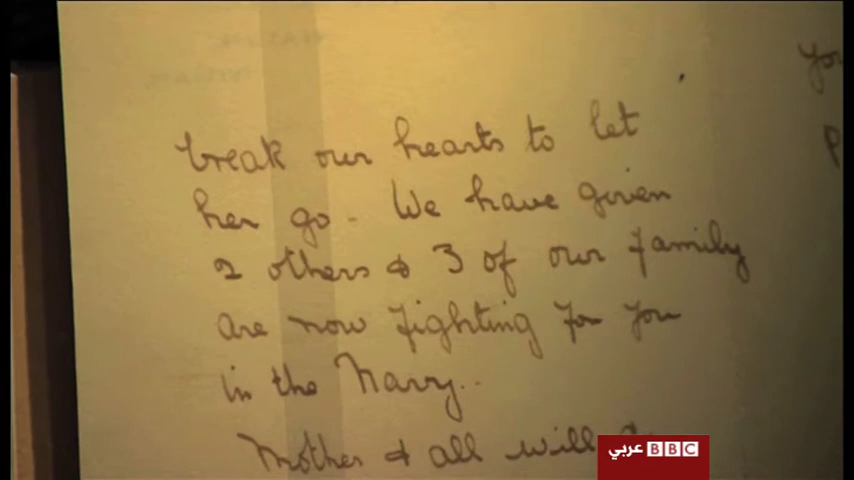 break our hearts to let
her go - We have given
2 others & 3 of our family
are now fighting for you
in the Navy..
Mother & all will
you
عربي BBC